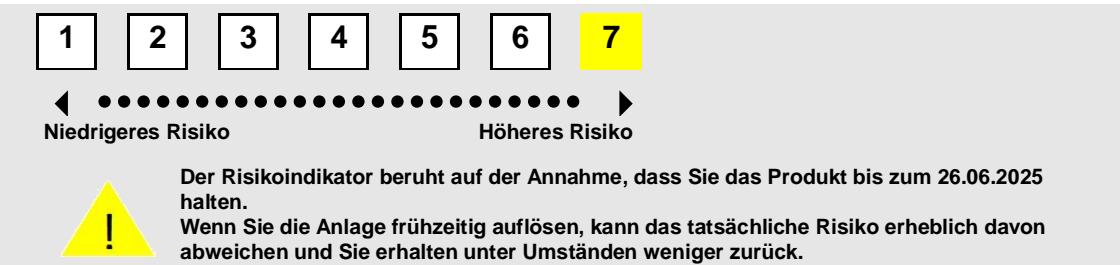 1 2 3 4 5 6 7
Niedrigeres Risiko Höheres Risiko
Der Risikoindikator beruht auf der Annahme, dass Sie das Produkt bis zum 26.06.2025
halten.
Wenn Sie die Anlage frühzeitig auflösen, kann das tatsächliche Risiko erheblich davon
abweichen und Sie erhalten unter Umständen weniger zurück.
!